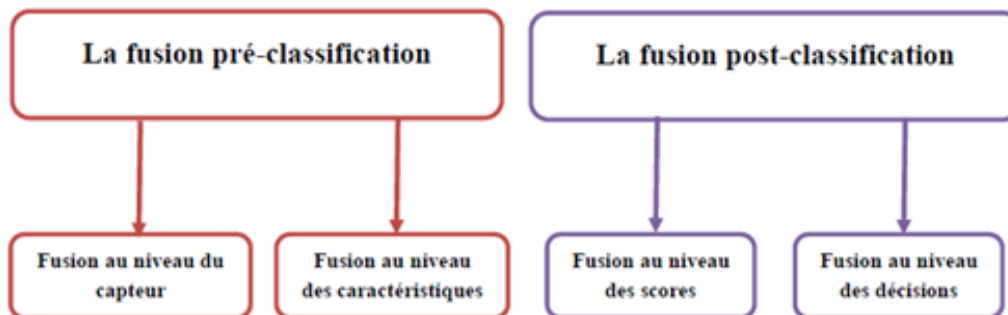 La fusion pré-classification
La fusion post-classification
Fusion au niveau du
capteur
Fusion au niveau
des caractéristiques
Fusion au niveau
des scores
Fusion au niveau
des décisions